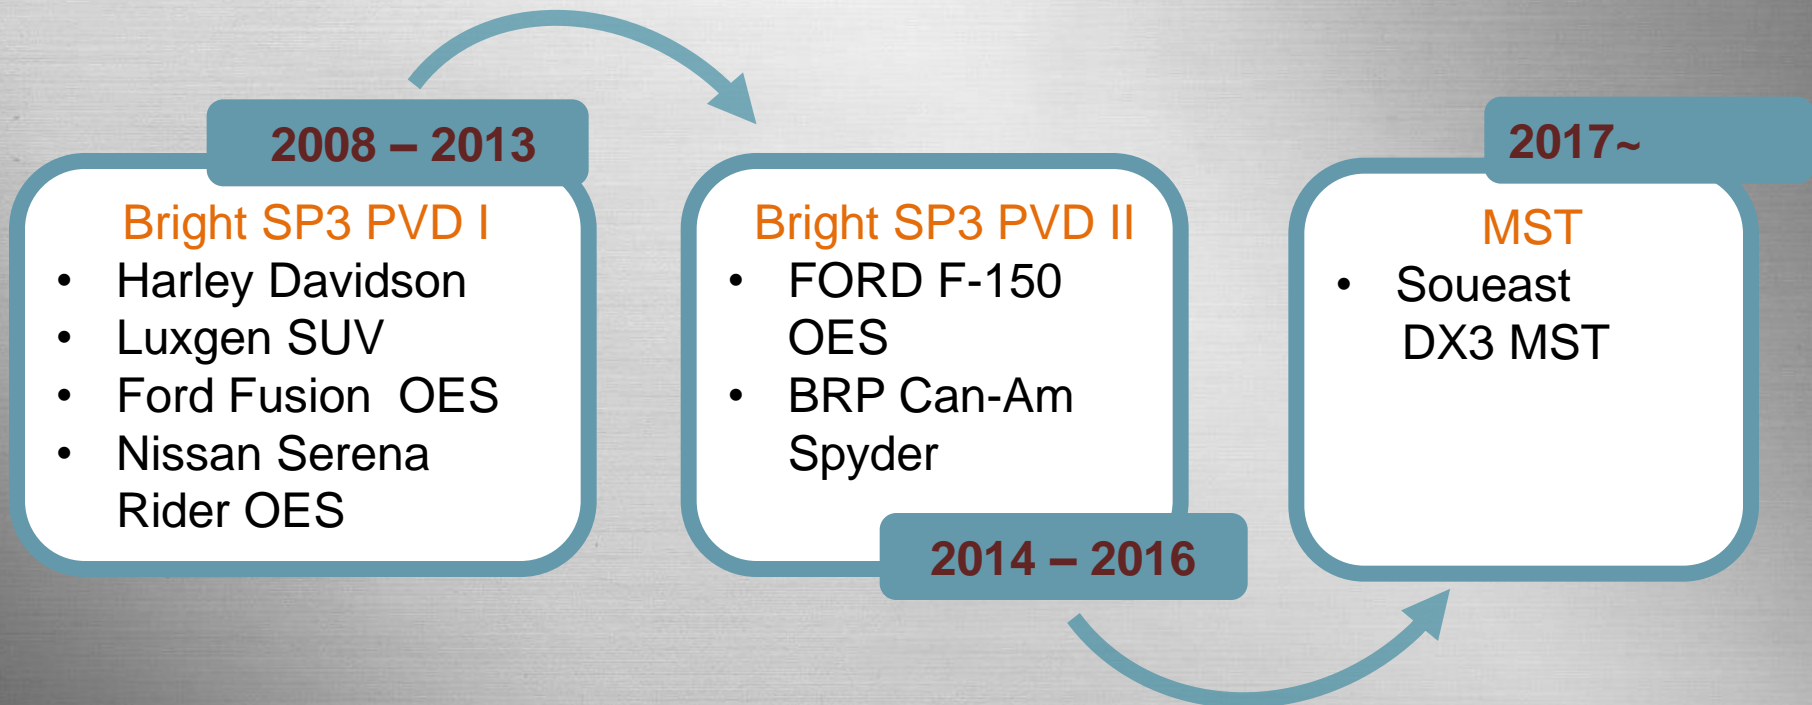 2008 – 2013
Bright SP3 PVD I
• Harley Davidson
• Luxgen SUV
• Ford Fusion  OES
• Nissan Serena
Rider OES
Bright SP3 PVD II
• FORD F-150
OES
• BRP Can-Am
Spyder
2014 – 2016
2017~
MST
• Soueast
DX3 MST